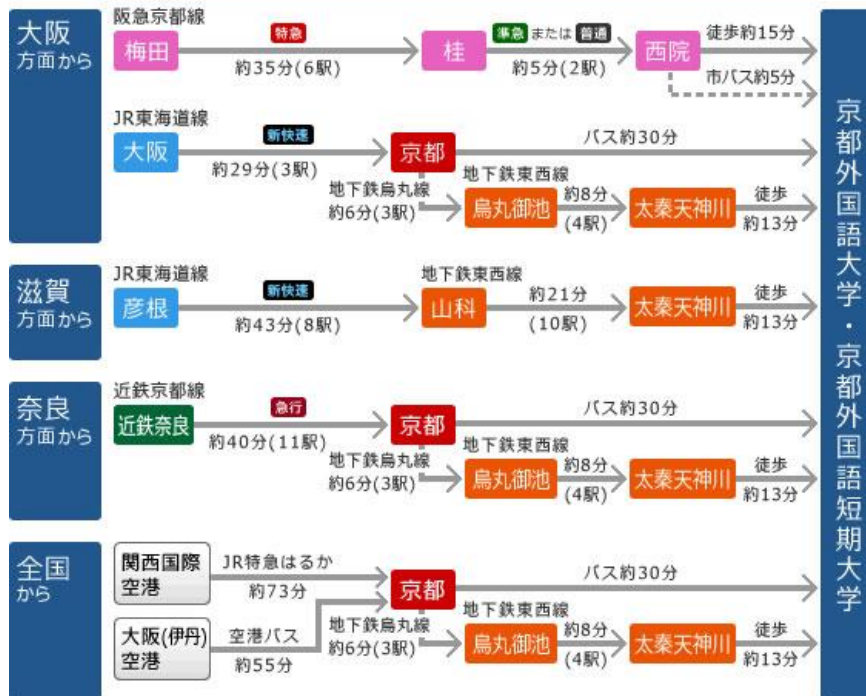 大阪
方面から
阪急京都線
梅田
特急
約35分(6駅)
桂
準急 または 普通
約5分(2駅)
西院
徒歩約15分
市バス約5分
JR東海道線
大阪
新快速
約29分(3駅)
京都
バス約30分
地下鉄烏丸線
約6分(3駅)
地下鉄東西線
烏丸御池
約8分
(4駅)
太秦天神川
徒歩
約13分
滋賀
方面から
JR東海道線
彦根
新快速
約43分(8駅)
地下鉄東西線
山科
約21分
(10駅)
太秦天神川
徒歩
約13分
奈良
方面から
近鉄京都線
近鉄奈良
急行
約40分(11駅)
京都
バス約30分
地下鉄烏丸線
約6分(3駅)
地下鉄東西線
烏丸御池
約8分
(4駅)
太秦天神川
徒歩
約13分
全国
から
関西国際
空港
JR特急はるか
約73分
大阪(伊丹)
空港
空港バス
約55分
京都
バス約30分
地下鉄烏丸線
約6分(3駅)
地下鉄東西線
烏丸御池
約8分
(4駅)
太秦天神川
徒歩
約13分
京都外国語大学・京都外国語短期大学